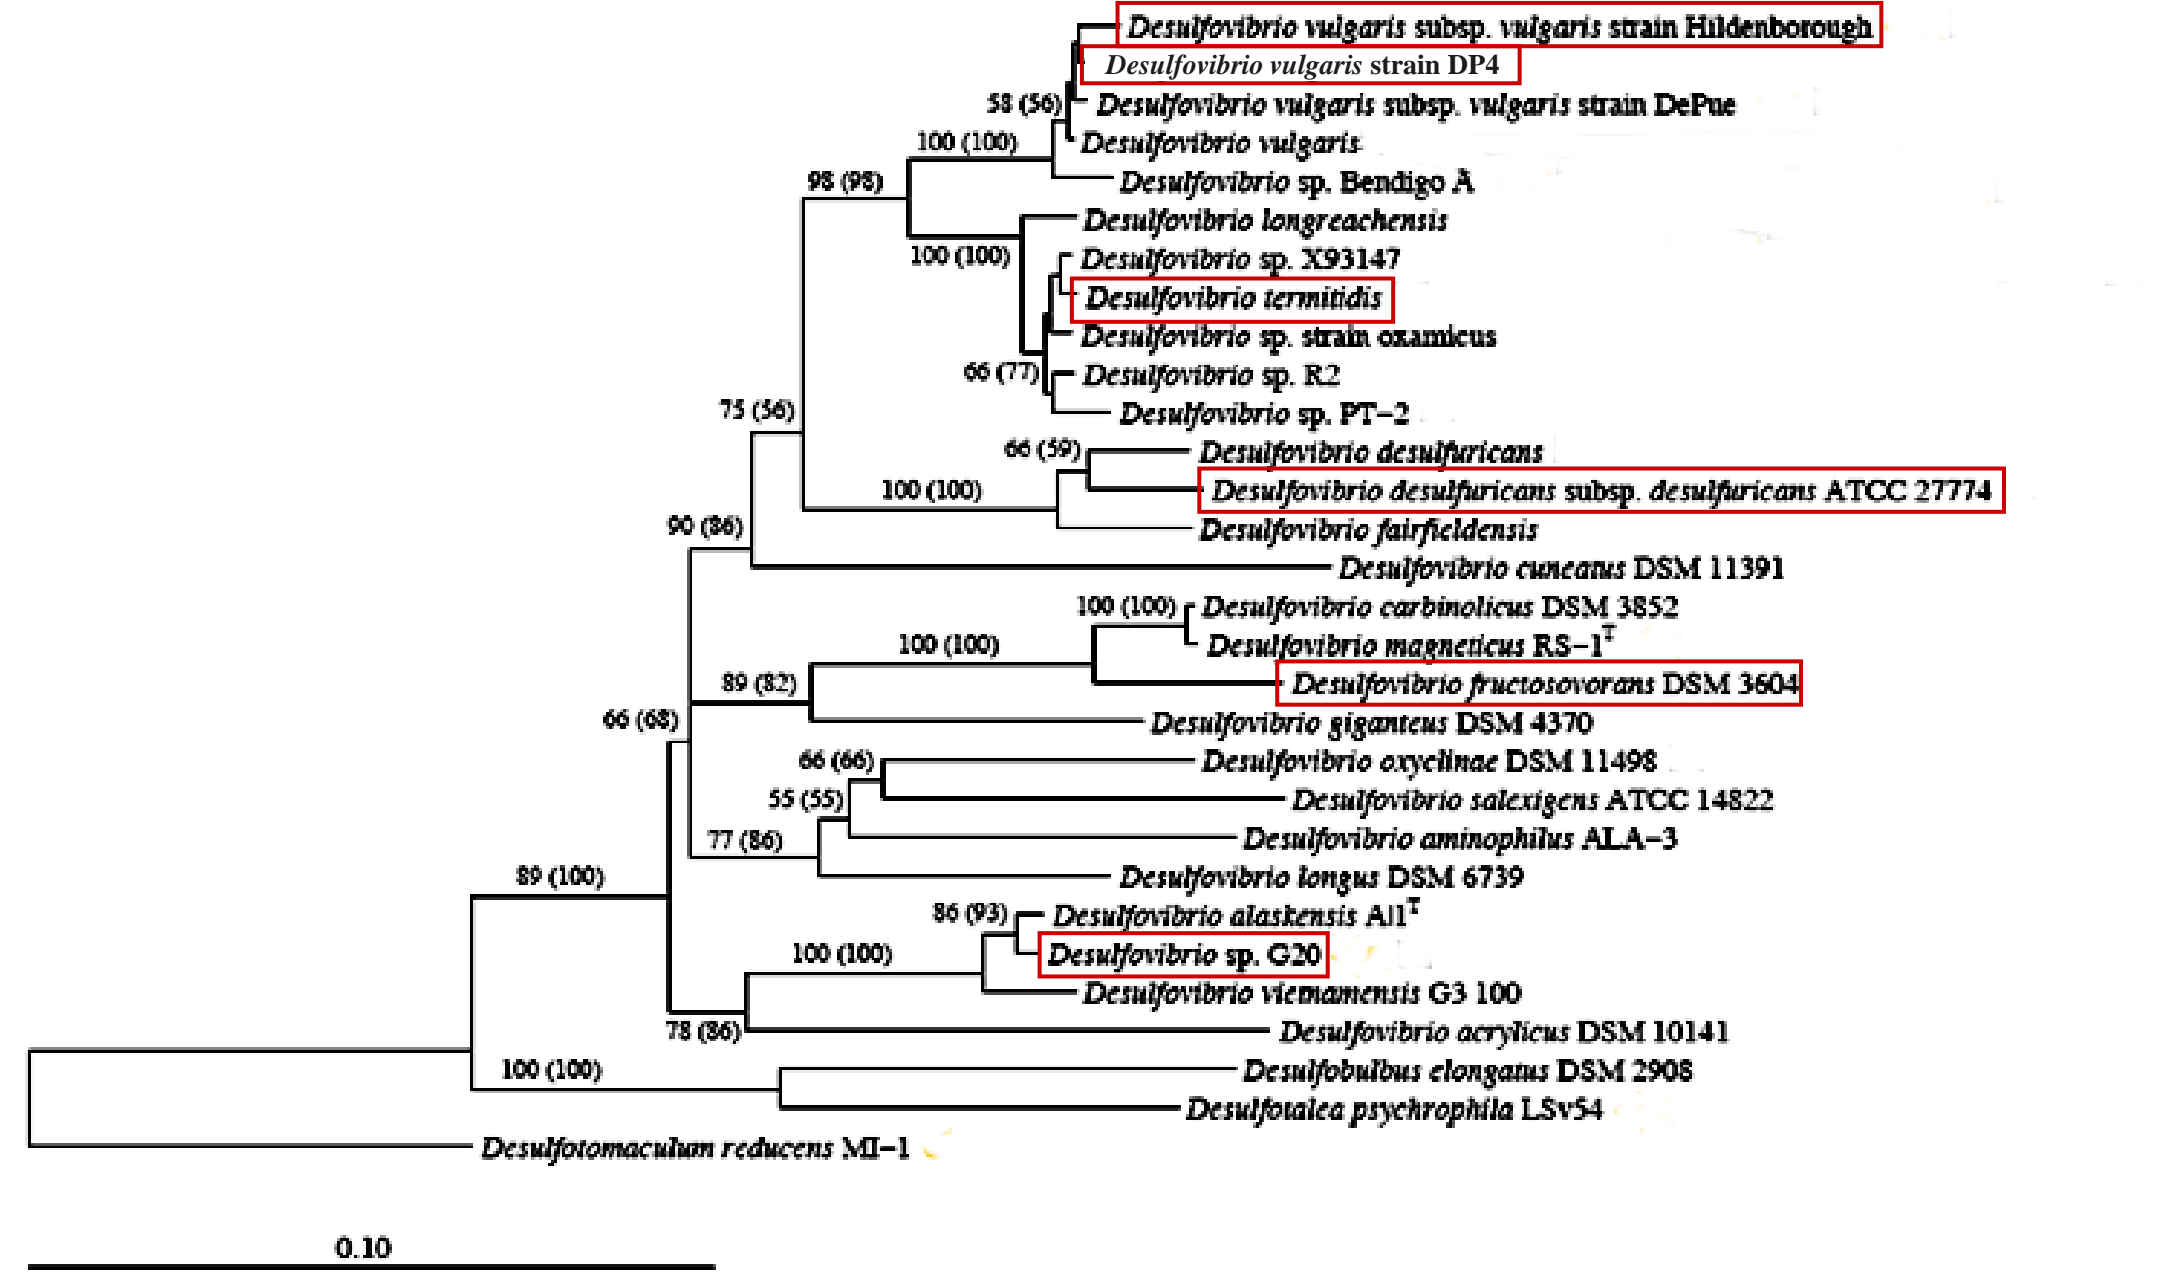 Desulfovibrio vulgaris subsp. vulgaris strain Hildenborough
Desulfovibrio vulgaris strain DP4
58 (56)
Desulfovibrio vulgaris subsp. vulgaris strain DePue
100 (100)
Desulfovibrio vulgaris
98 (98)
Desulfovibrio sp. Bendigo A
Desulfovibrio longreachensis
100 (100)
Desulfovibrio sp. X93147
Desulfovibrio termitidis
Desulfovibrio sp. strain oxamicus
66 (77)
Desulfovibrio sp. R2
75 (56)
Desulfovibrio sp. PT-2
66 (59)
Desulfovibrio desulfuricans
100 (100)
Desulfovibrio desulfuricans subsp. desulfuricans ATCC 27774
90 (86)
Desulfovibrio fairfieldensis
Desulfovibrio cuneatus DSM 11391
100 (100)
Desulfovibrio carbinolicus DSM 3852
100 (100)
Desulfovibrio magneticus RS-1T
89 (82)
Desulfovibrio fructosovorans DSM 3604
66 (68)
Desulfovibrio giganteus DSM 4370
66 (66)
Desulfovibrio oxyclinae DSM 11498
55 (55)
Desulfovibrio salexigens ATCC 14822
77 (86)
Desulfovibrio aminophilus ALA-3
89 (100)
Desulfovibrio longus DSM 6739
86 (93)
Desulfovibrio alaskensis Al1T
100 (100)
Desulfovibrio sp. G20
Desulfovibrio vietnamensis G3 100
78 (86)
Desulfovibrio acrylicus DSM 10141
100 (100)
Desulfobulbus elongatus DSM 2908
Desulfotalea psychrophila LSv54
Desulfotomaculum reducens MI-1
0.10